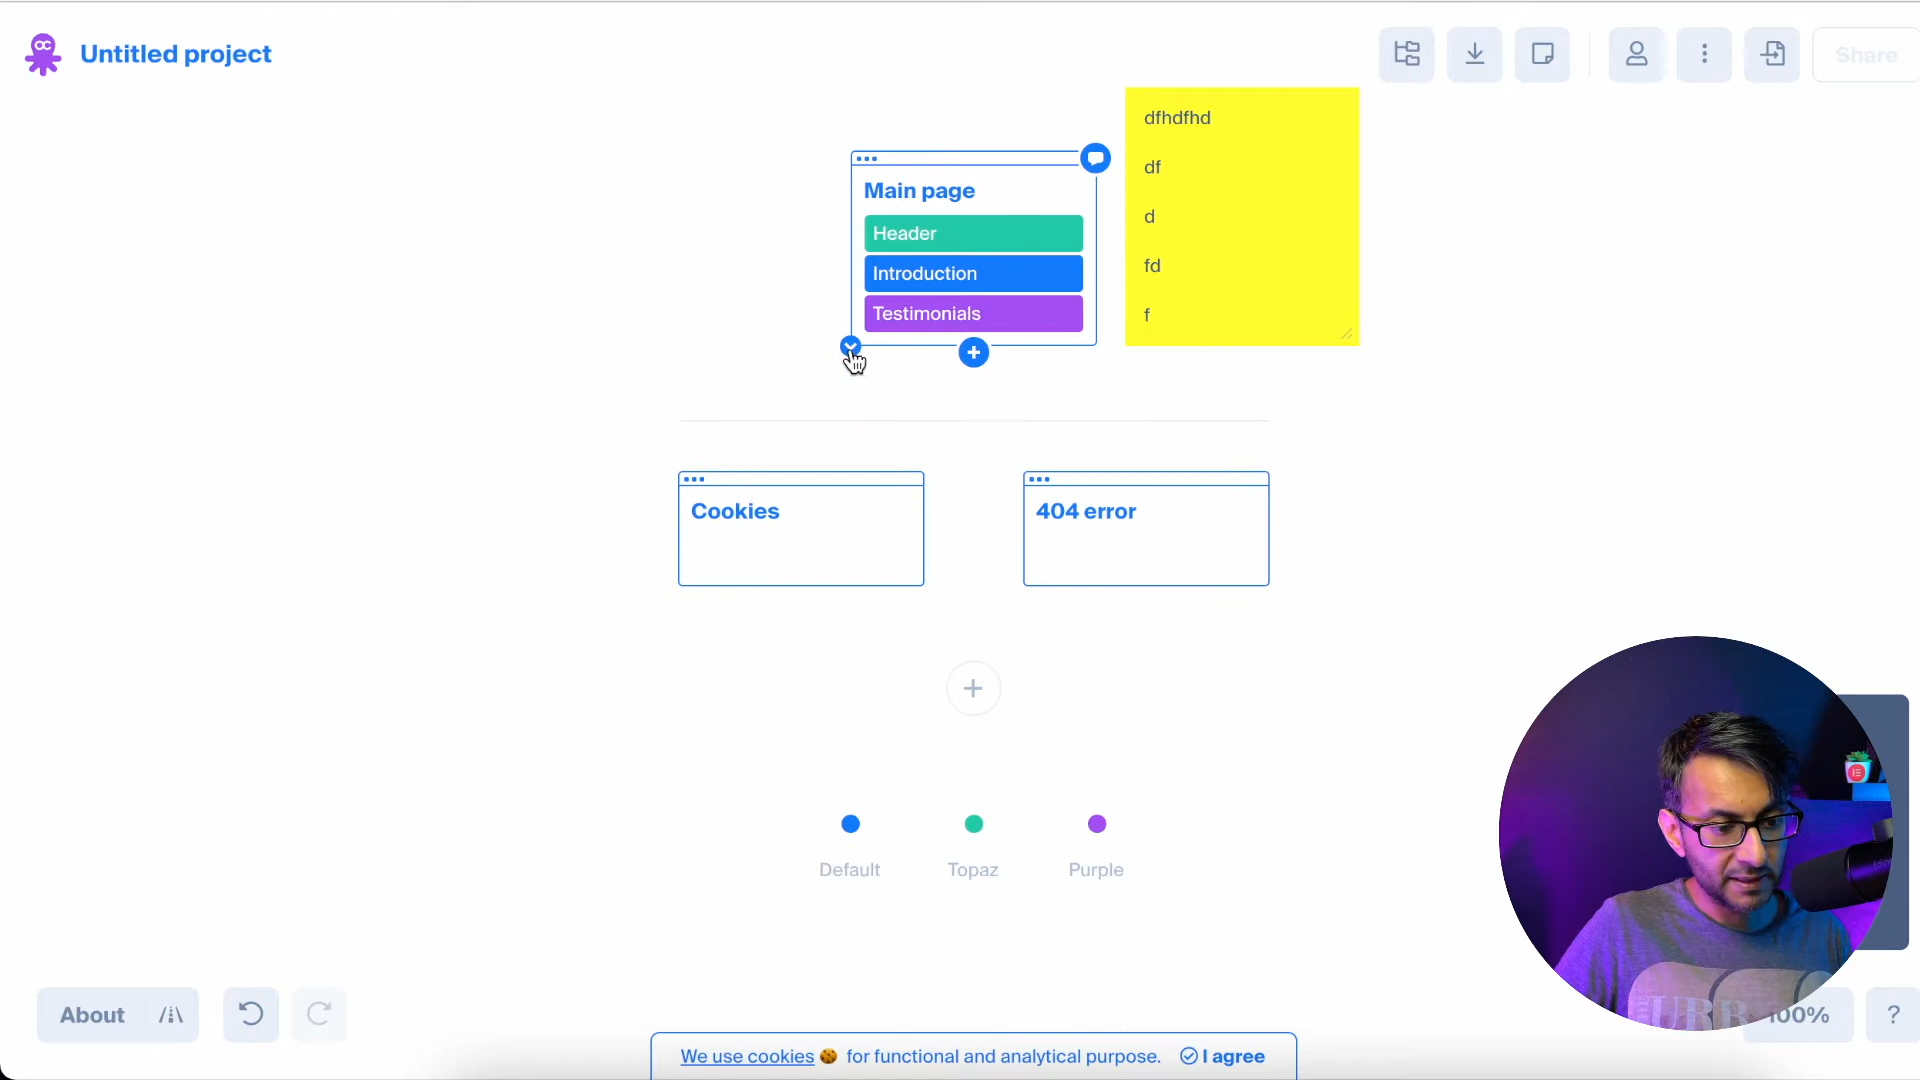 Untitled project
Share
dfhdfhd
df
d
fd
f
Main page
Header
Introduction
Testimonials
Cookies
404 error
Default
Topaz
Purple
About
100%
?
We use cookies 🍪 for functional and analytical purpose. I agree